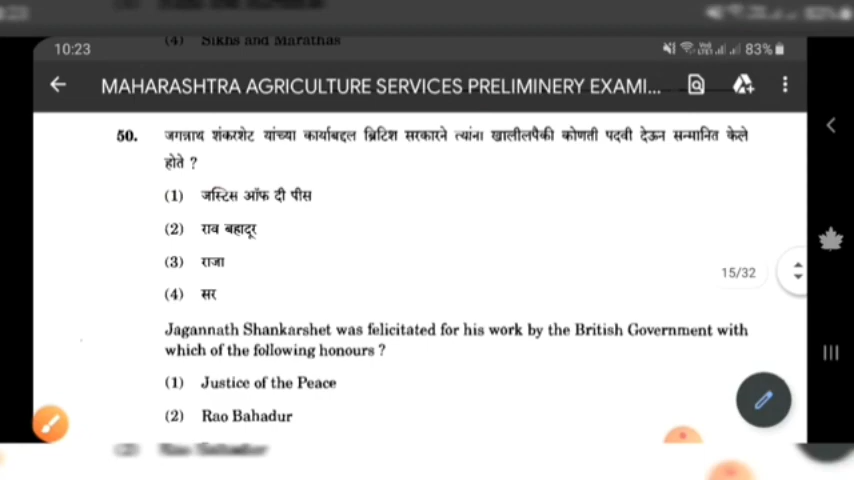 (4) Sikhs and Marathas
10:23
83%
MAHARASHTRA AGRICULTURE SERVICES PRELIMINERY EXAMI...
50. जगन्नाथ शंकरशेट यांच्या कार्याबद्दल ब्रिटिश सरकारने त्यांना खालीलपैकी कोणती पदवी देऊन सन्मानित केले
होते ?
(1) जस्टिस ऑफ दी पीस
(2) राव बहादूर
(3) राजा
(4) सर
15/32
Jagannath Shankarshet was felicitated for his work by the British Government with
which of the following honours ?
(1) Justice of the Peace
(2) Rao Bahadur